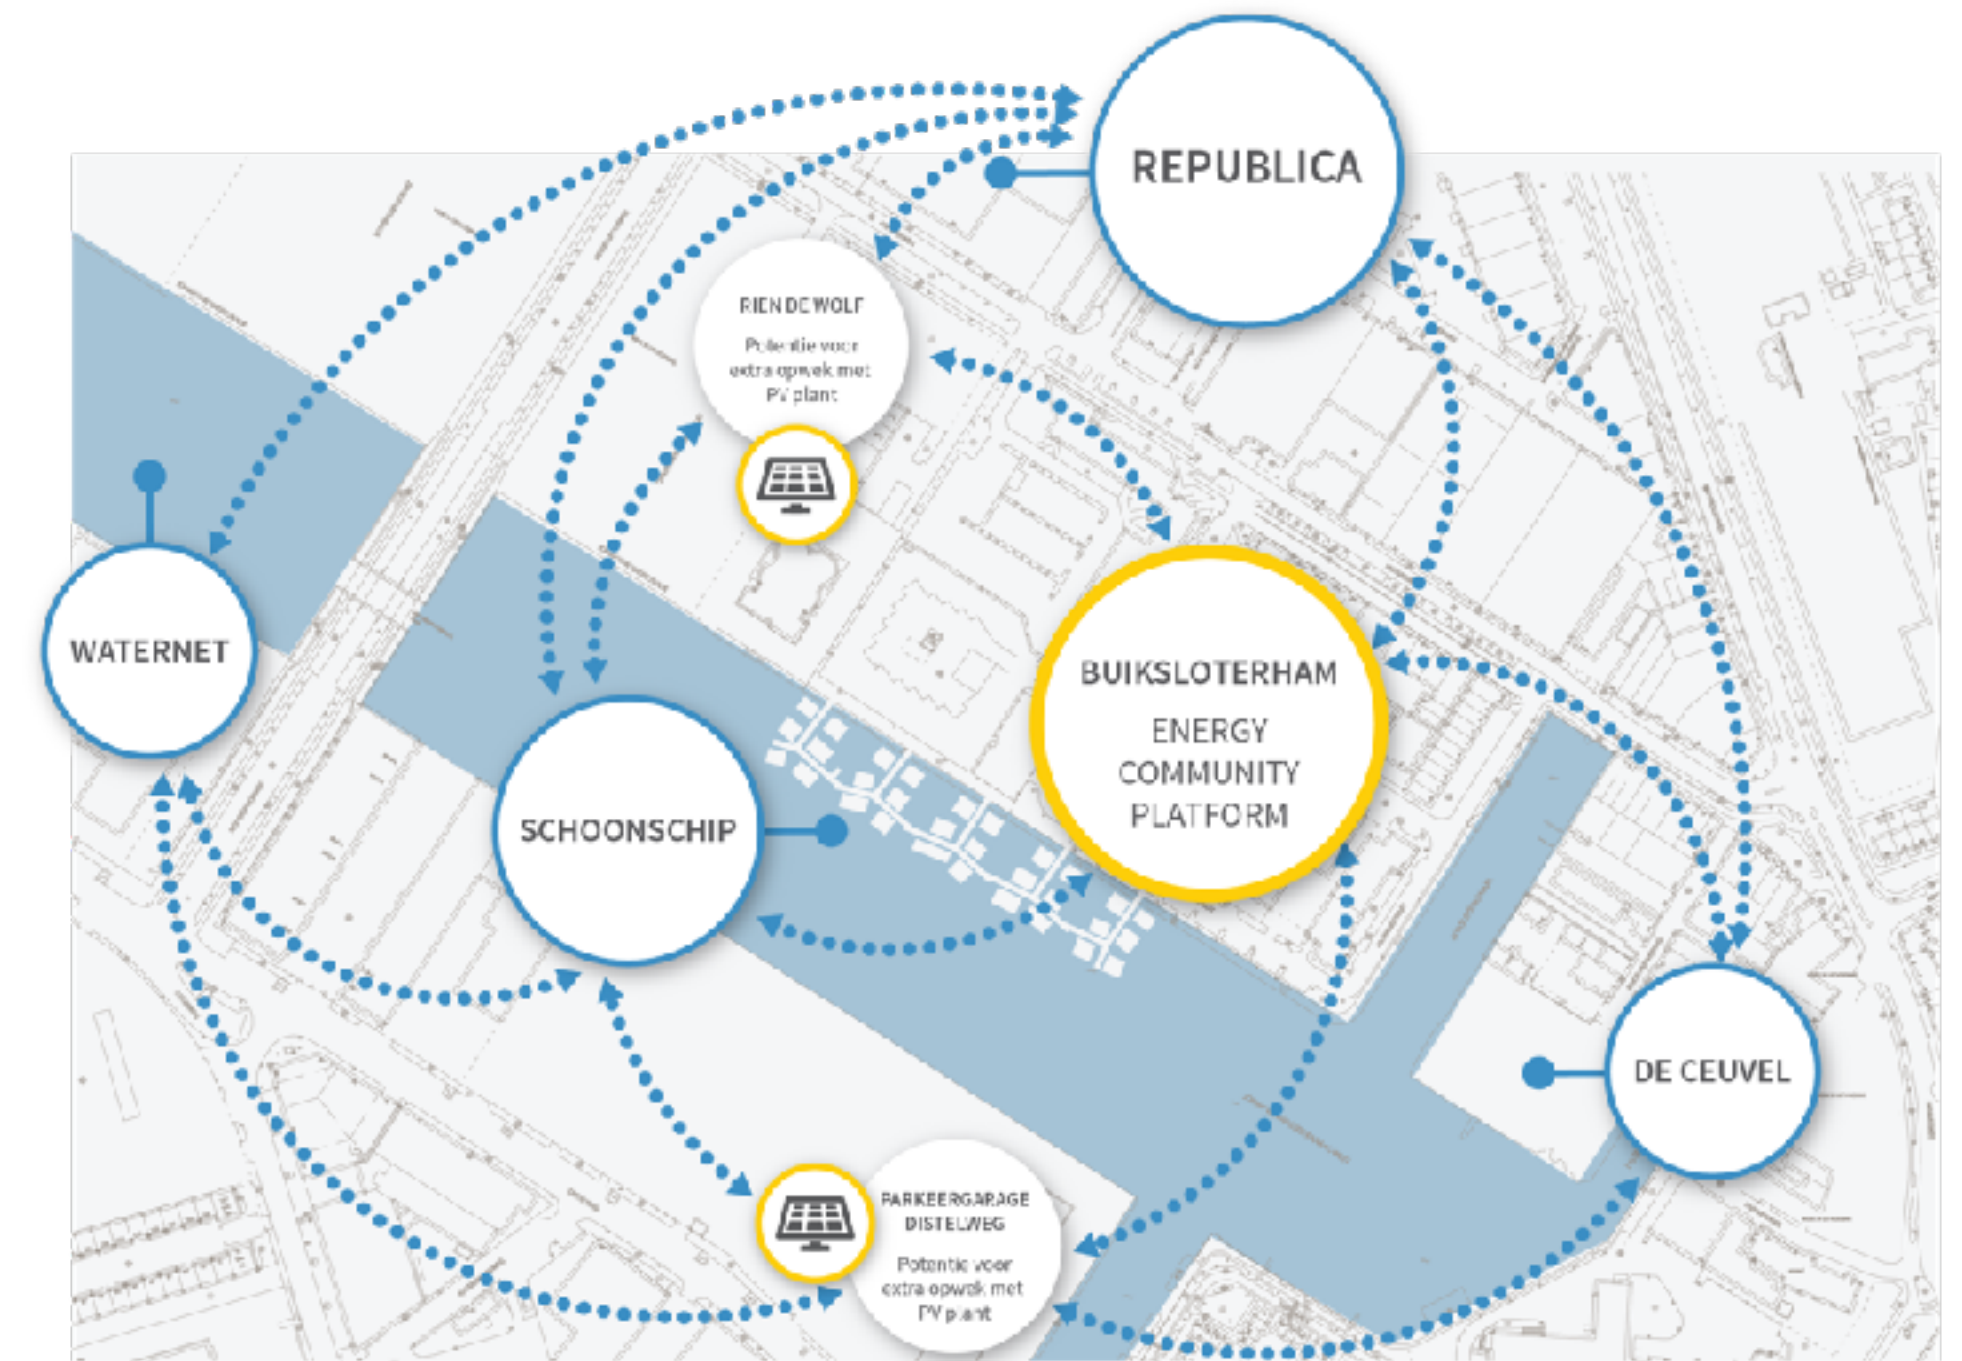 REPUBLICA
RIEN DE WOLF
Potentie voor
extra opwek met
PV plant
WATERNET
BUIKSLOTERHAM
ENERGY
COMMUNITY
PLATFORM
SCHOONSCHIP
DE CEUVEL
PARKEERGARAGE
DISTELWEG
Potentie voor
extra opwek met
PV plant